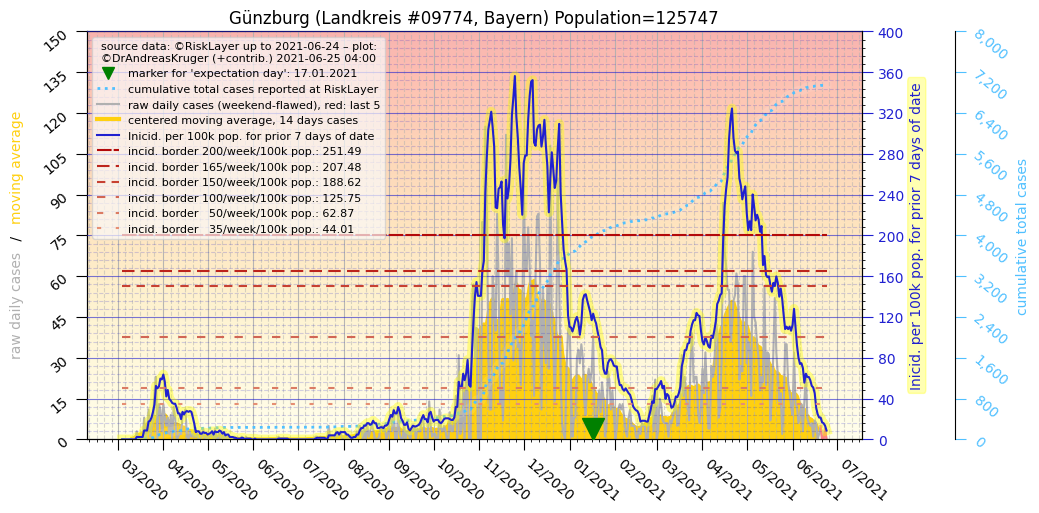 Günzburg (Landkreis #09774, Bayern) Population=125747
source data: ©RiskLayer up to 2021-06-24 – plot:
©DrAndreasKruger (+contrib.) 2021-06-25 04:00
marker for 'expectation day': 17.01.2021
cumulative total cases reported at RiskLayer
raw daily cases (weekend-flawed), red: last 5
centered moving average, 14 days cases
Inicid. per 100k pop. for prior 7 days of date
incid. border 200/week/100k pop.: 251.49
incid. border 165/week/100k pop.: 207.48
incid. border 150/week/100k pop.: 188.62
incid. border 100/week/100k pop.: 125.75
incid. border 50/week/100k pop.: 62.87
incid. border 35/week/100k pop.: 44.01
raw daily cases / moving average
150
135
120
105
90
75
60
45
30
15
0
03/2020
04/2020
05/2020
06/2020
07/2020
08/2020
09/2020
10/2020
11/2020
12/2020
01/2021
02/2021
03/2021
04/2021
05/2021
06/2021
07/2021
400
360
320
280
240
200
160
120
80
40
0
Inicid. per 100k pop. for prior 7 days of date
8,000
7,200
6,400
5,600
4,800
4,000
3,200
2,400
1,600
800
0
cumulative total cases